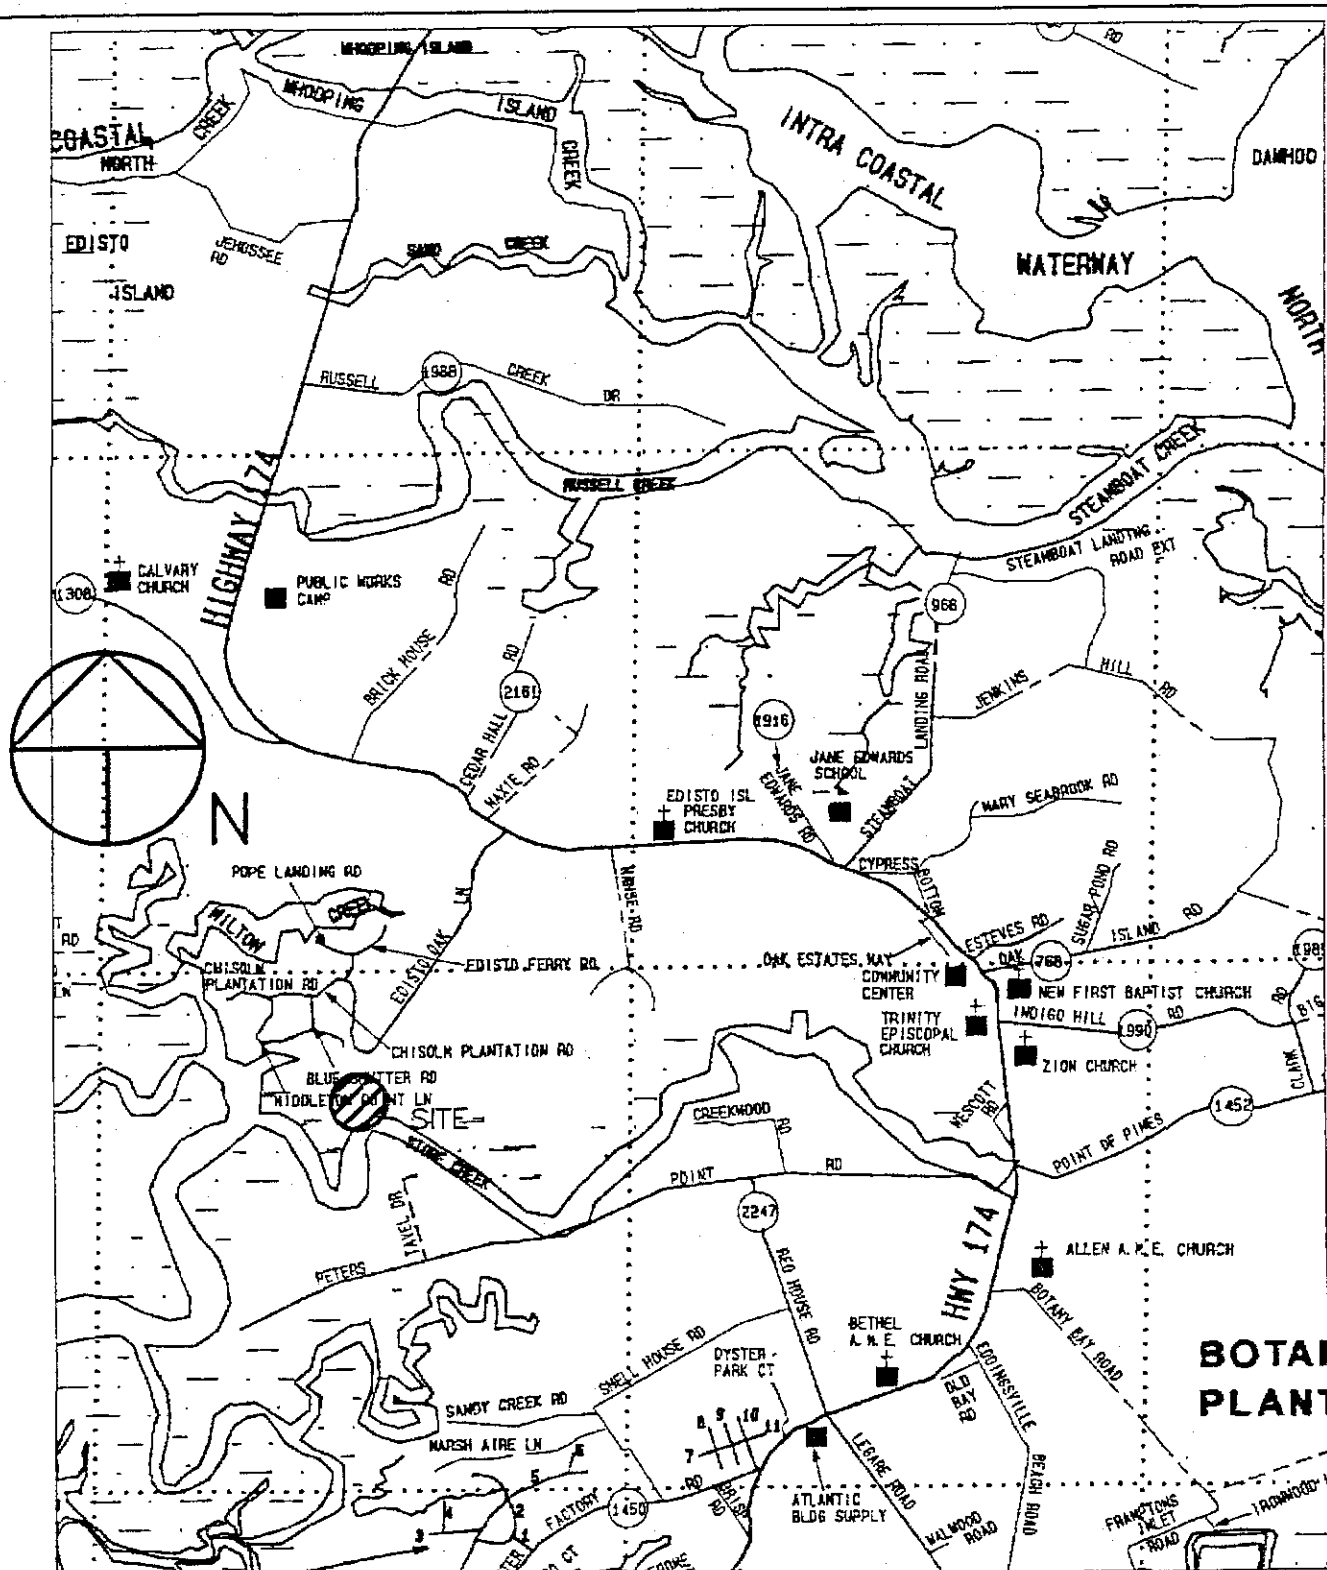 WHOOPING ISLAND
RD
WHOOPING
ISLAND
CREEK
CREEK
COASTAL
NORTH
INTRA COASTAL
WATERWAY
EDISTO
ISLAND
JEHOSSEE
RD
SAND
CREEK
NORTH
RUSSELL
1988
CREEK
DR
HIGHWAY 174
RUSSELL CREEK
STEAMBOAT CREEK
STEAMBOAT LANDING
ROAD EXT
CALVARY
CHURCH
1308
PUBLIC WORKS
CAMP
BRICK HOUSE
RD
968
CEDAR HALL
RD
2161
MAXIE RD
1916
JANE
EDWARDS RD
JANE EDWARDS
SCHOOL
STEAMBOAT
LANDING ROAD
JENKINS
HILL
RD
N
EDISTO ISL
PRESBY
CHURCH
MARY SEABROOK RD
CYPRESS
BOTTOM
POPE LANDING RD
CREEK
EDISTO OAK
LN
EDISTO FERRY RD
RD
LN
CHISOLM
PLANTATION RD
CHISOLM PLANTATION RD
OAK ESTATES WAY
COMMUNITY
CENTER
ESTEVES RD
SUGAR POND RD
OAK
768
ISLAND
RD
NEW FIRST BAPTIST CHURCH
TRINITY
EPISCOPAL
CHURCH
INDIGO HILL
1990
RD
RD
BIG
CLARK
ZION CHURCH
MIDDLETON POINT LN
SITE
STORE CREEK
CREEKWOOD
RD
WESCOTT
RD
1452
POINT OF PINES
PETERS
POINT
RD
2247
RED HOUSE RD
HWY 174
ALLEN A.M.E. CHURCH
BOTANY BAY ROAD
BETHEL
A.M.E. CHURCH
SHELL HOUSE RD
OYSTER
PARK CT
OLD
BAY
RD
EDDINGSVILLE
BEACH ROAD
SANDY CREEK RD
MARSH AIRE LN
8
9
10
11
7
6
5
4
3
2
1
FACTORY
1450
RD
RD
CT
ATLANTIC
BLDG SUPPLY
LEGARE ROAD
WALWOOD
ROAD
FRAMPTONS
INLET
ROAD
IRONWOOD